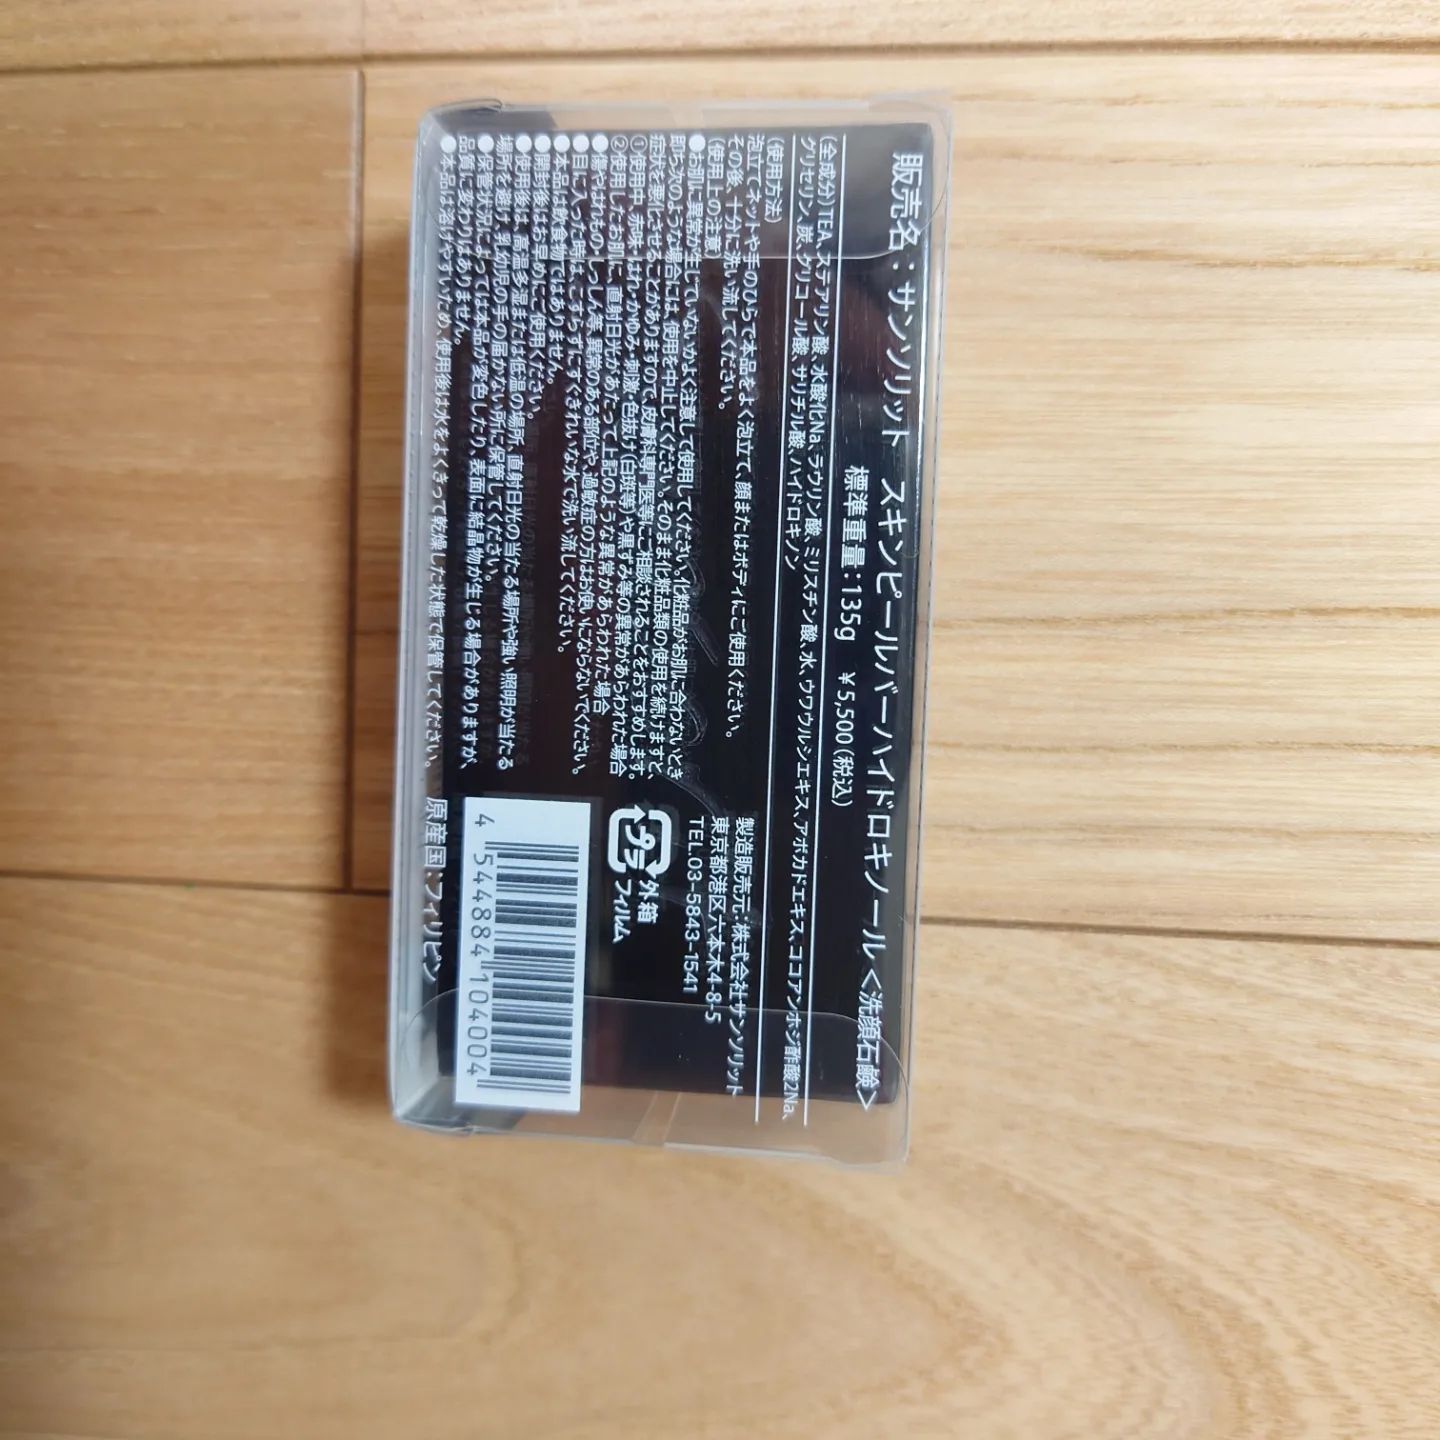 販売名：サンソリット　スキンピールバーハイドロキノール＜洗顔石鹸＞
標準重量：135g　￥5,500（税込）
(全成分)TEA、ステアリン酸、水酸化Na、ラウリン酸、ミリスチン酸、水、ウワウルシエキス、アボカドエキス、ココアンホジ酢酸2Na、
グリセリン、炭、グリコール酸、サリチル酸、ハイドロキノン
(使用方法)
泡立てネットや手のひらで本品をよく泡立て、顔またはボディにご使用ください。
その後、十分に洗い流してください。
(使用上の注意)
●お肌に異常が生じていないかよく注意して使用してください。化粧品がお肌に合わないとき
即ち次のような場合には、使用を中止してください。そのまま化粧品類の使用を続けますと、
症状を悪化させることがありますので、皮膚科専門医等にご相談されることをおすすめします。
①使用中、赤味・はれ・かゆみ・刺激・色抜け(白斑等)や黒ずみ等の異常があらわれた場合
②使用したお肌に、直射日光があたって上記のような異常があらわれた場合
●傷やはれもの、しっしん等、異常のある部位や、過敏症の方はお使いにならないでください。
●目に入った時は、こすらずにすぐきれいな水で洗い流してください。
●本品は飲食物ではありません。
●開封後はお早めにご使用ください。
●使用後は、高温多湿または低温の場所、直射日光の当たる場所や強い照明が当たる
場所を避け、乳幼児の手の届かない所に保管してください。
●保管状況によっては本品が変色したり、表面に結晶物が生じる場合がありますが、
品質に変わりはありません。
●本品は溶けやすいため、使用後は水をよくきって乾燥した状態で保管してください。
製造販売元：株式会社サンソリット
東京都港区六本木4-8-5
TEL.03-5843-1541
プラ
外箱
フィルム
4 544884 104004
原産国：フィリピン